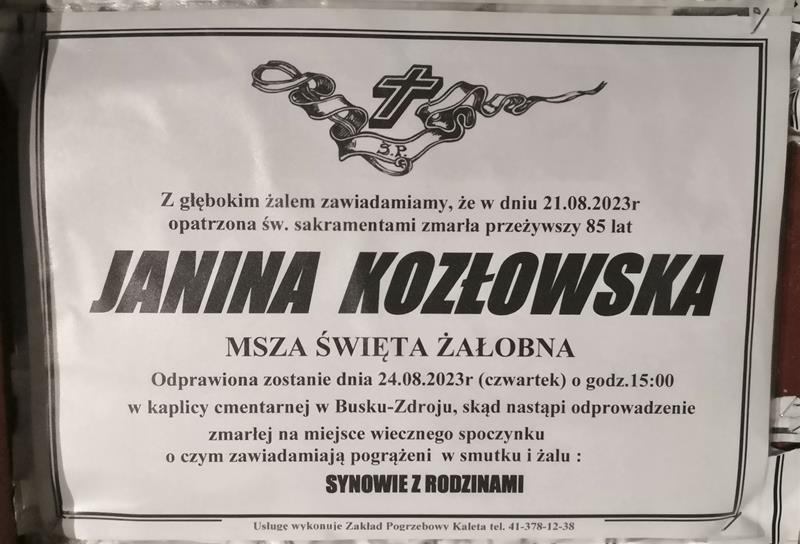 Ś.P.
Z głębokim żalem zawiadamiamy, że w dniu 21.08.2023r
opatrzona św. sakramentami zmarła przeżywszy 85 lat
JANINA KOZŁOWSKA
MSZA ŚWIĘTA ŻAŁOBNA
Odprawiona zostanie dnia 24.08.2023r (czwartek) o godz.15:00
w kaplicy cmentarnej w Busku-Zdroju, skąd nastąpi odprowadzenie
zmarłej na miejsce wiecznego spoczynku
o czym zawiadamiają pogrążeni w smutku i żalu :
SYNOWIE Z RODZINAMI
Usługę wykonuje Zakład Pogrzebowy Kaleta tel. 41-378-12-38